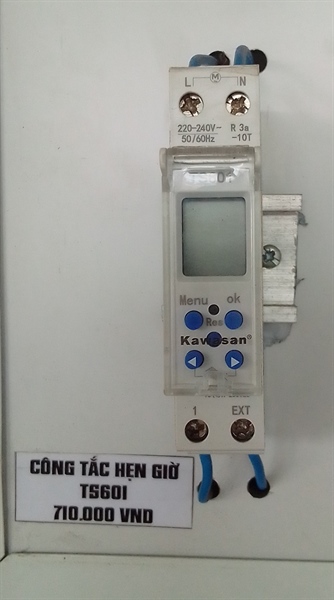 L M N
220-240V~ R 3a
50/60Hz -10T
Menu ok
Res
Kawasan®
1 EXT
CÔNG TẮC HẸN GIỜ
TS601
710.000 VND